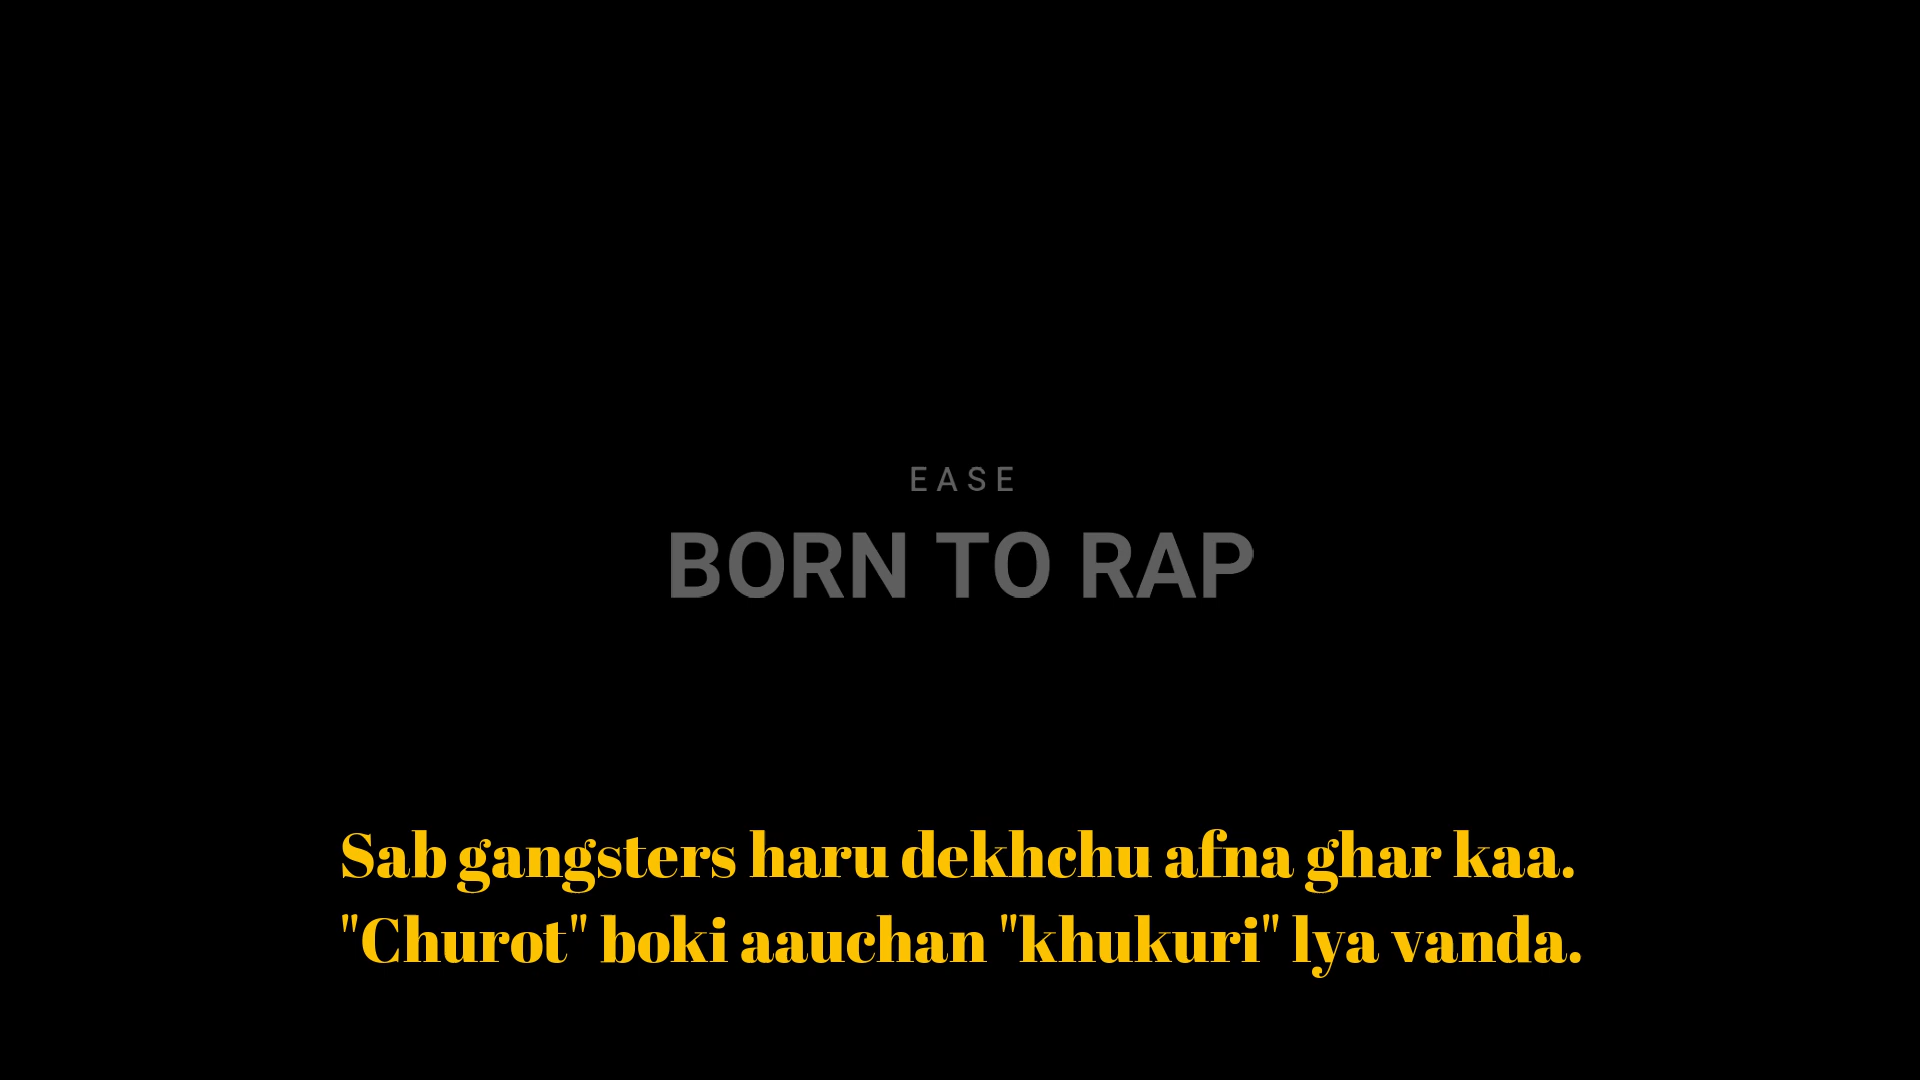 EASE
BORN TO RAP
Sab gangsters haru dekhchu afna ghar kaa.
"Churot" boki aauchan "khukuri" lya vanda.